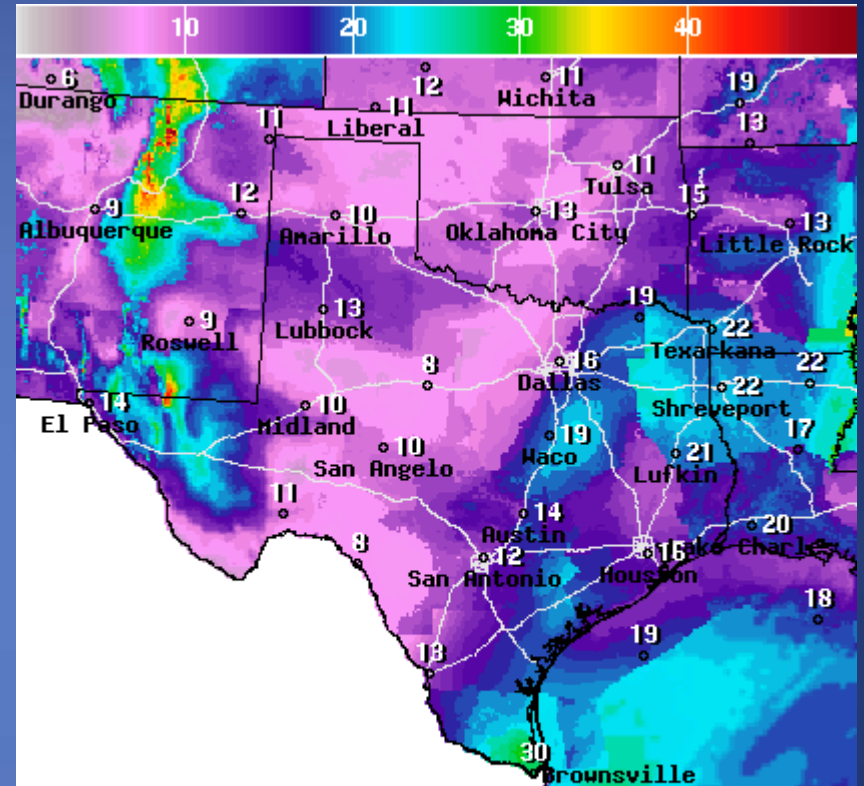 10 20 30 40
6
Durango
12
11
Wichita
19
11
Liberal
11
13
11
Tulsa
9
Albuquerque
12
10
Amarillo
13
Oklahoma City
15
13
Little Rock
9
Roswell
13
Lubbock
19
22
Texarkana
16
Dallas
8
22
Shreveport
22
14
El Paso
10
Midland
10
San Angelo
19
Waco
21
Lufkin
17
11
14
Austin
20
Lake Charles
8
12
San Antonio
16
Houston
18
19
13
30
Brownsville